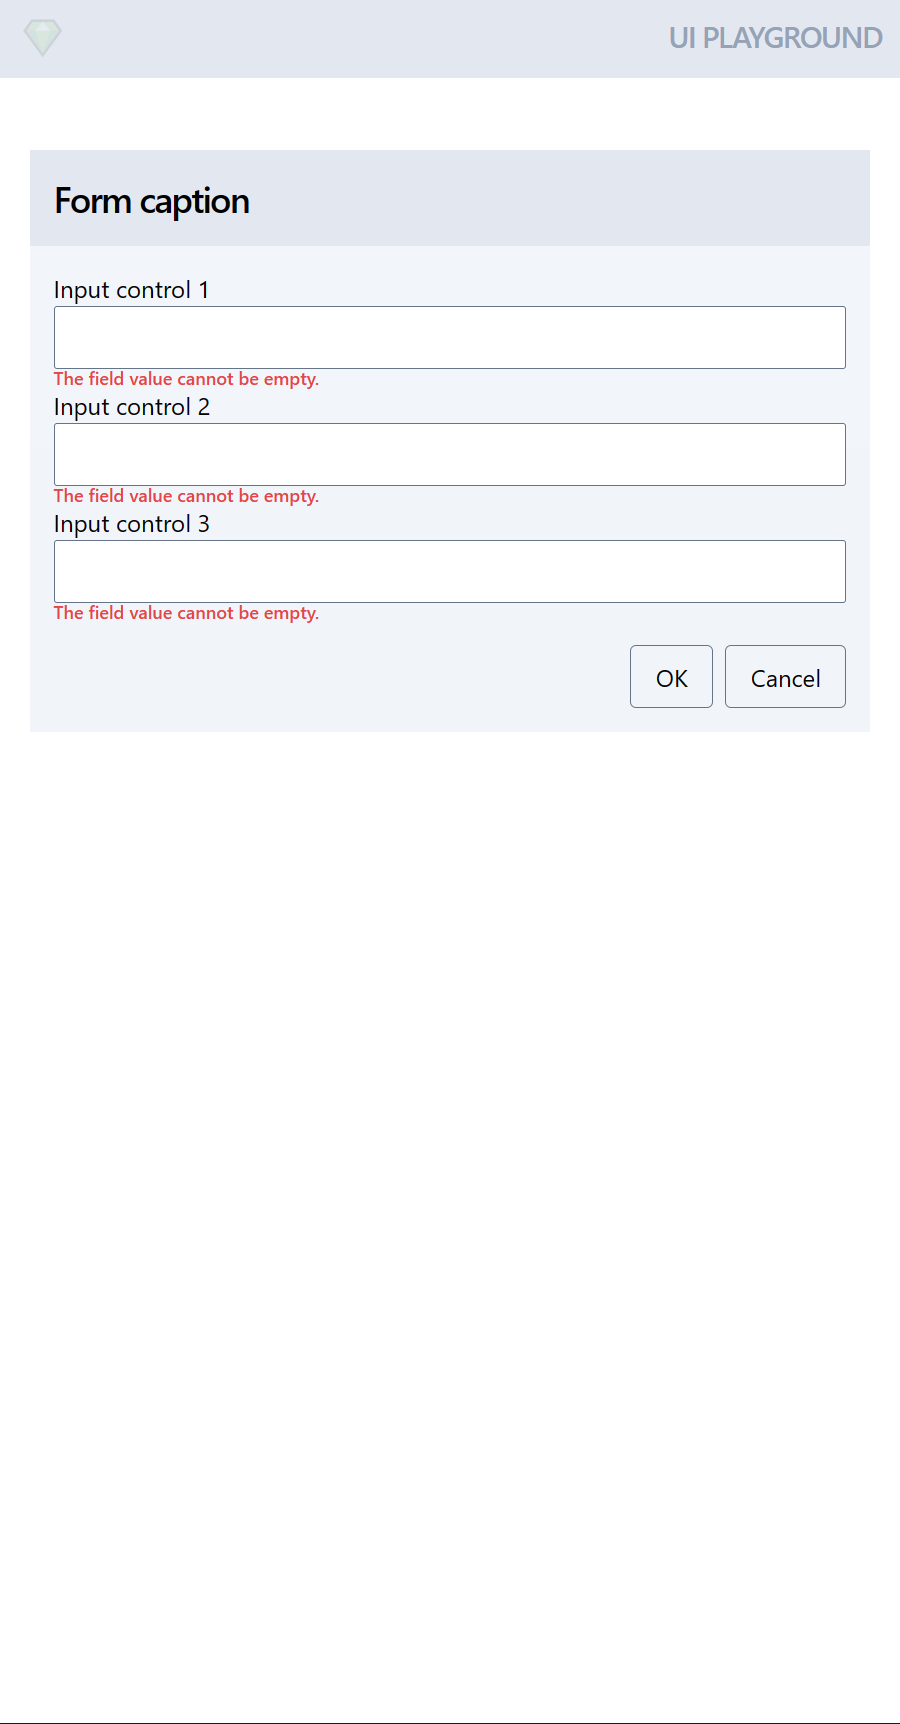 UI PLAYGROUND
Form caption
Input control 1
The field value cannot be empty.
Input control 2
The field value cannot be empty.
Input control 3
The field value cannot be empty.
OK Cancel